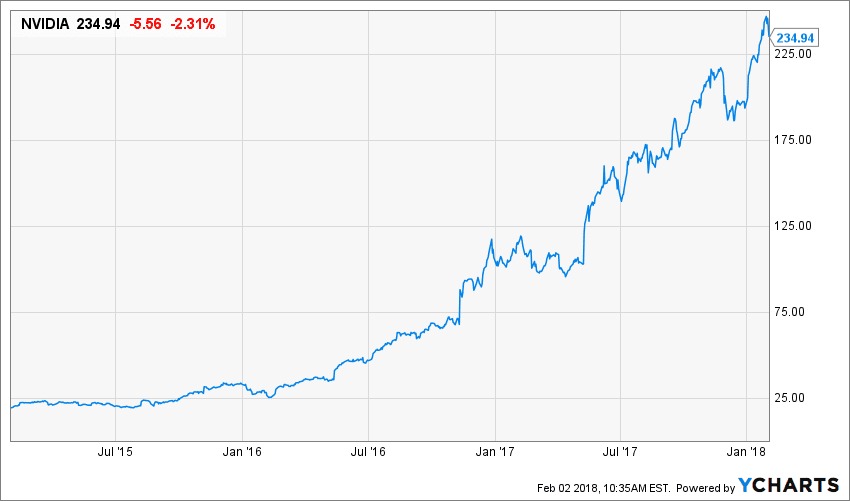 NVIDIA 234.94 -5.56 -2.31%
234.94
225.00
175.00
125.00
75.00
25.00
Jul '15 Jan '16 Jul '16 Jan '17 Jul '17 Jan '18
Feb 02 2018, 10:35AM EST. Powered by YCHARTS